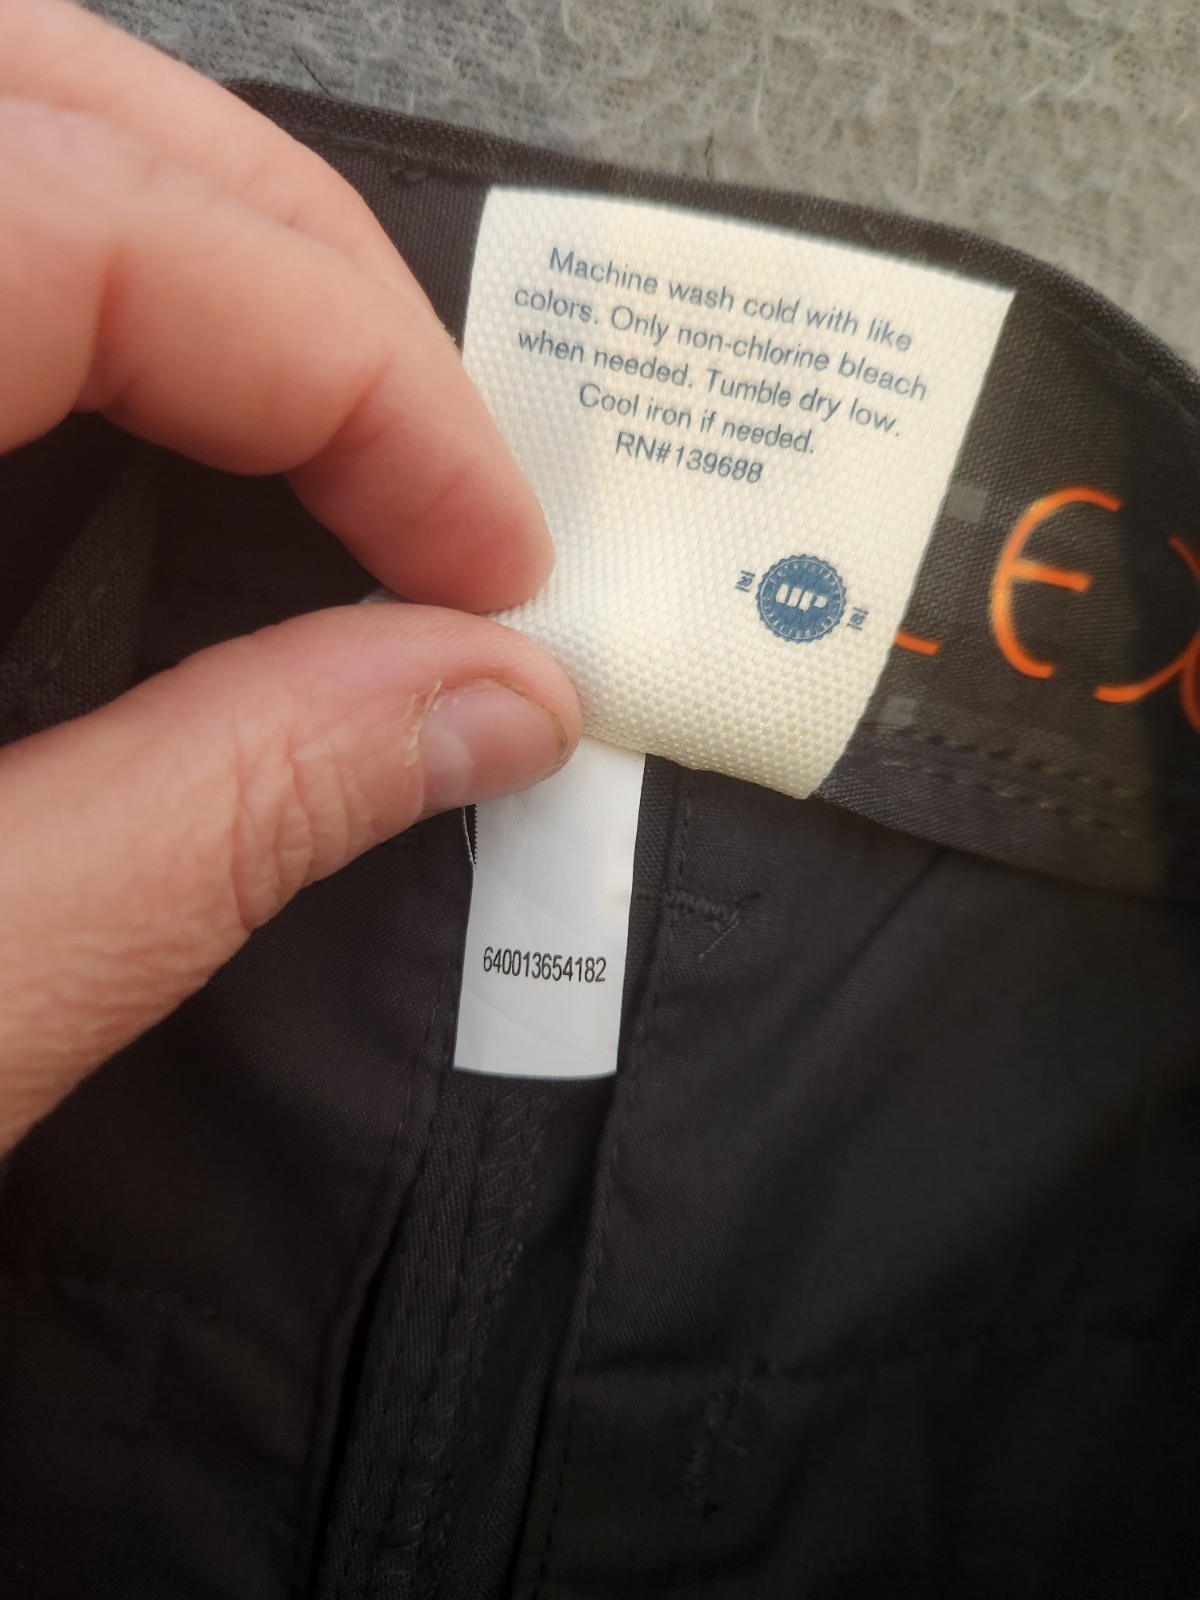 Machine wash cold with like
colors. Only non-chlorine bleach
when needed. Tumble dry low.
Cool iron if needed.
RN#139688
LEX
640013654182